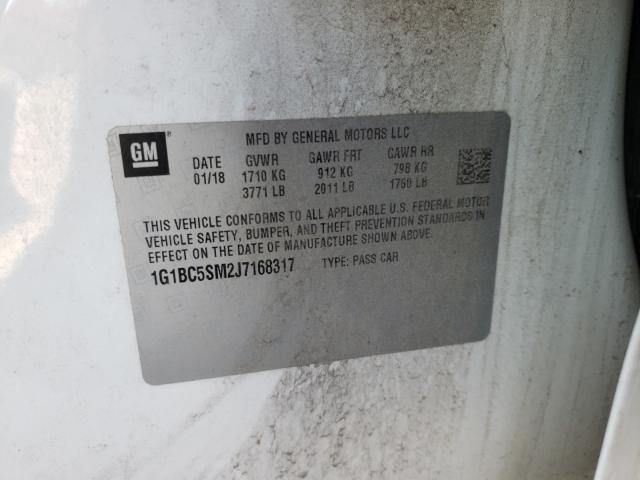 GM
MFD BY GENERAL MOTORS LLC
DATE GVWR GAWR FRT GAWR RR
01/18 1710 KG 912 KG 798 KG
3771 LB 2011 LB 1760 LB
THIS VEHICLE CONFORMS TO ALL APPLICABLE U.S. FEDERAL MOTOR
VEHICLE SAFETY, BUMPER, AND THEFT PREVENTION STANDARDS IN
EFFECT ON THE DATE OF MANUFACTURE SHOWN ABOVE.
1G1BC5SM2J7168317 TYPE: PASS CAR